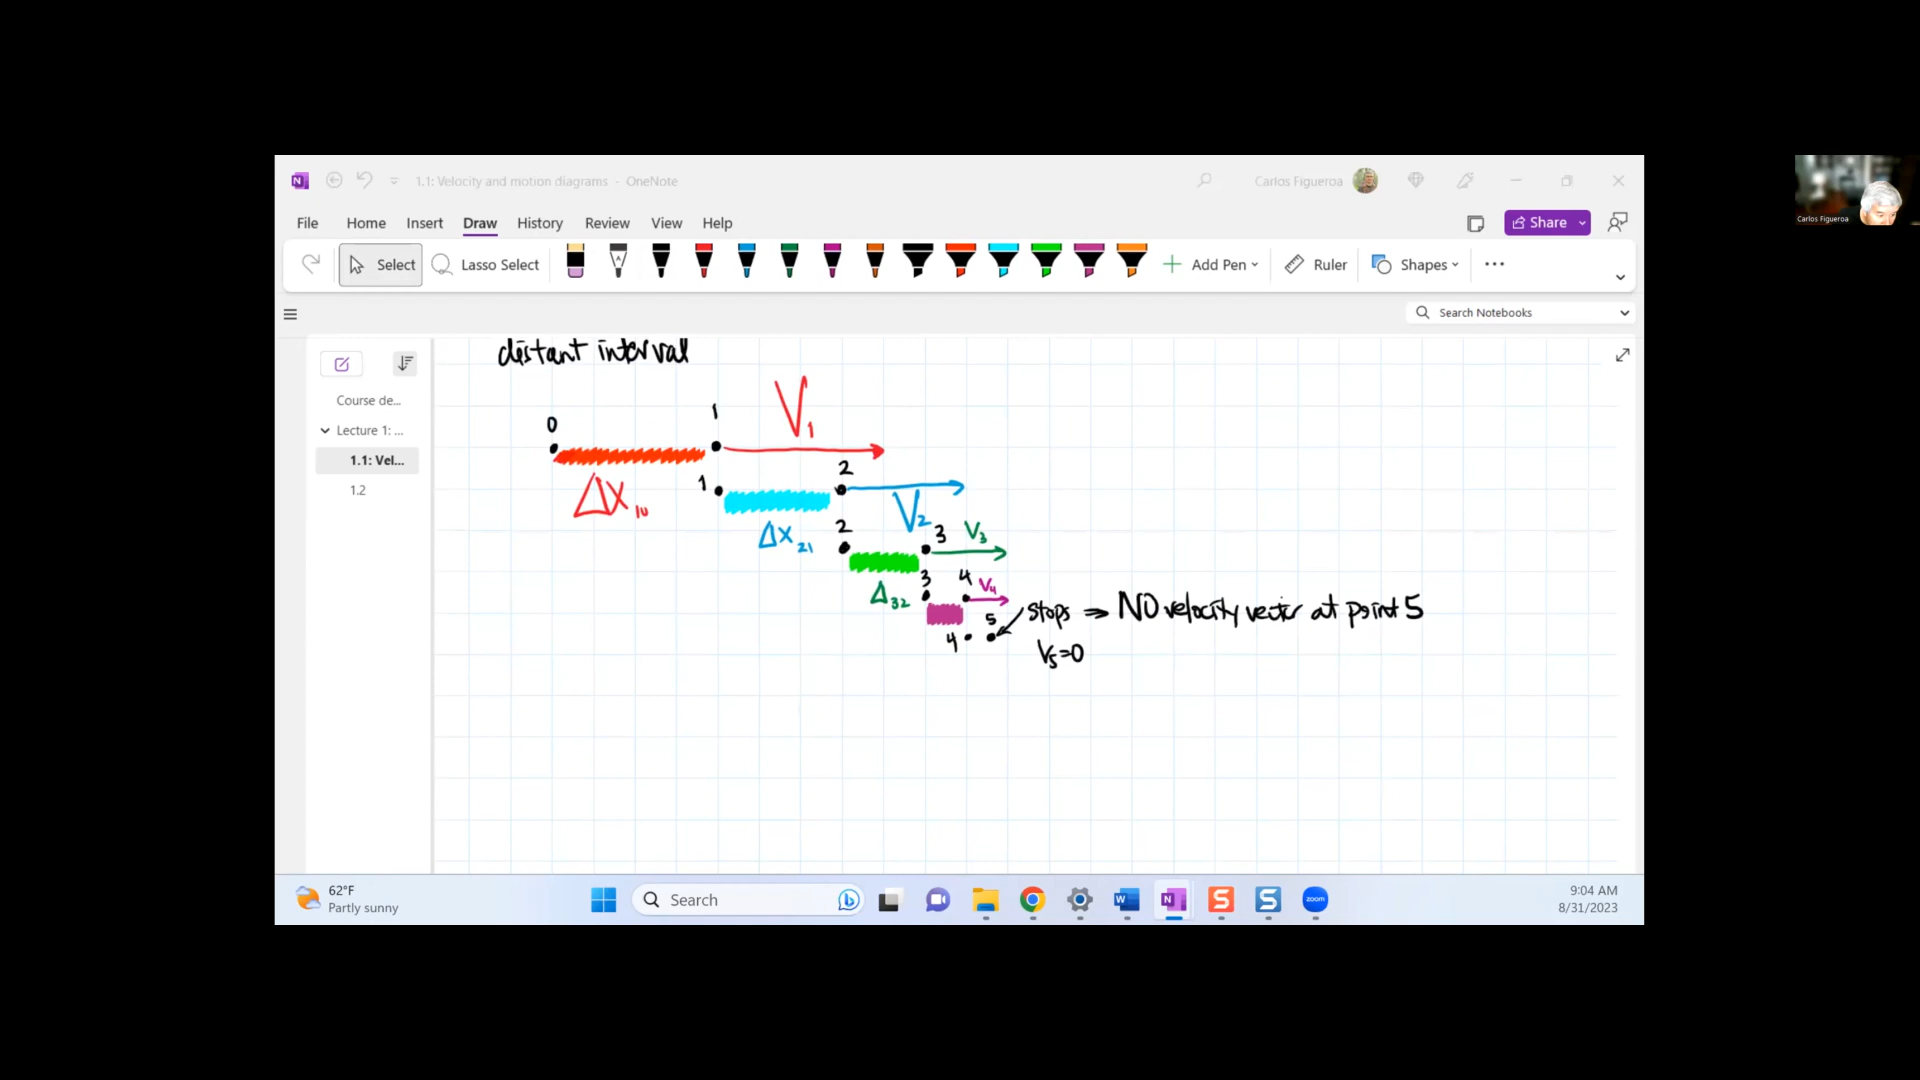 1.1: Velocity and motion diagrams - OneNote
Carlos Figueroa
File Home Insert Draw History Review View Help
Share
Select Lasso Select Add Pen Ruler Shapes
Search Notebooks
Course de...
Lecture 1: ...
1.1: Vel...
1.2
distant interval
V₁
0 1
ΔX₁₀
1 2
V₂
ΔX₂₁
2 3 V₃
Δ₃₂
3 4 V₄
4 5 stops ⇒ NO velocity vector at point 5
V₅=0
62°F
Partly sunny
Search
zoom
9:04 AM
8/31/2023
Carlos Figueroa